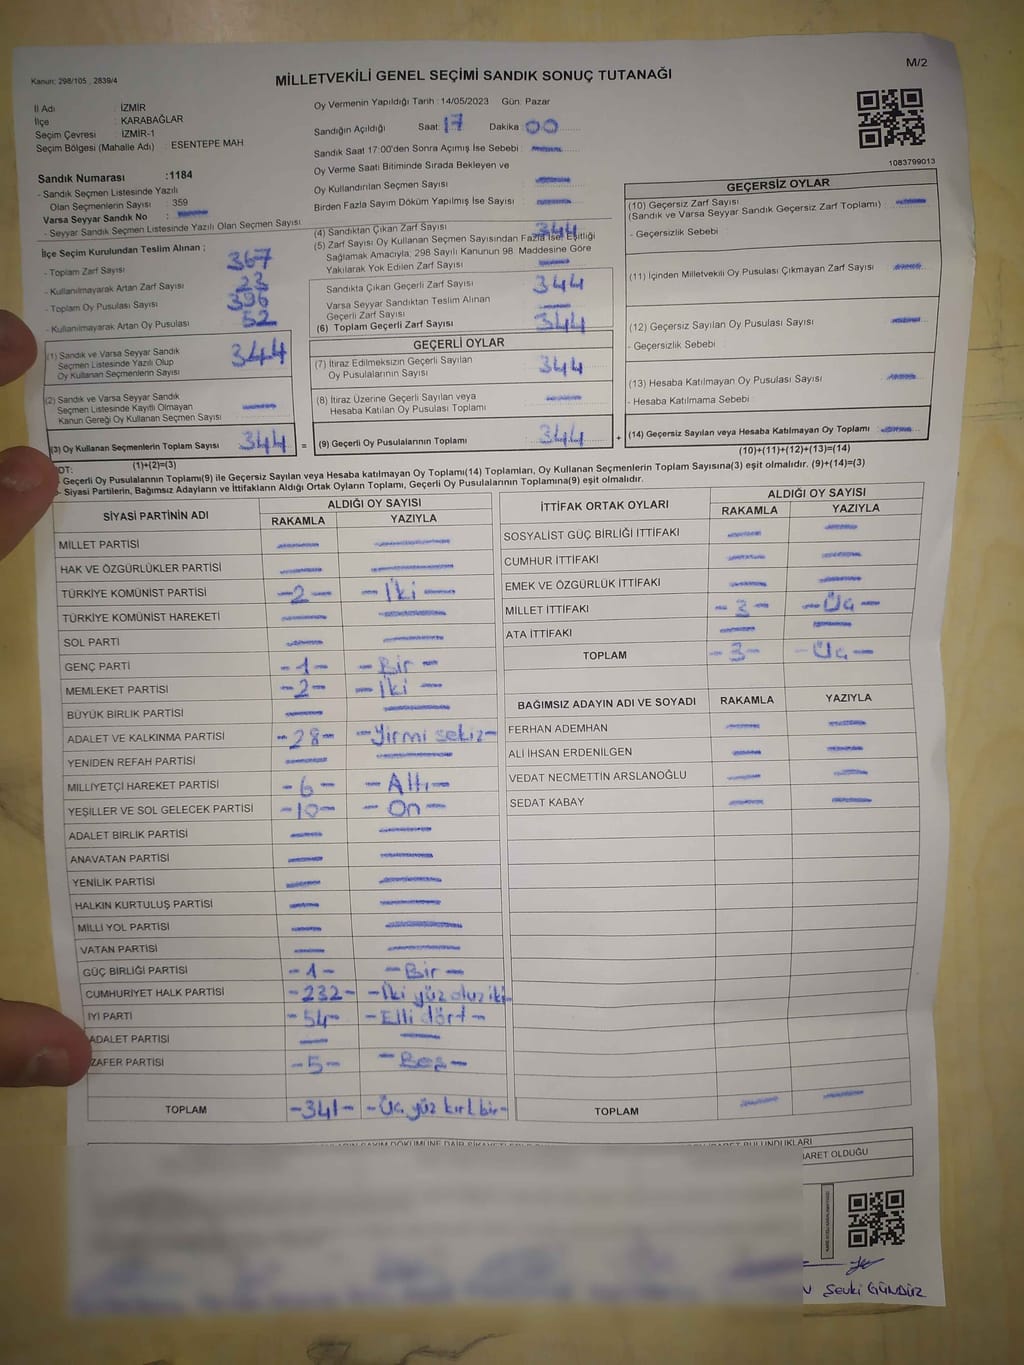 Kanun: 298/105 , 2839/4
MİLLETVEKİLİ GENEL SEÇİMİ SANDIK SONUÇ TUTANAĞI
M/2
İl Adı : İZMİR
İlçe : KARABAĞLAR
Seçim Çevresi : İZMİR-1
Seçim Bölgesi (Mahalle Adı) : ESENTEPE MAH
Sandık Numarası :1184
- Sandık Seçmen Listesinde Yazılı
Olan Seçmenlerin Sayısı : 359
Varsa Seyyar Sandık No :
- Seyyar Sandık Seçmen Listesinde Yazılı Olan Seçmen Sayısı
Oy Vermenin Yapıldığı Tarih : 14/05/2023 Gün: Pazar
Sandığın Açıldığı Saat: 17 Dakika : 00
Sandık Saat 17:00'den Sonra Açımış İse Sebebi :
Oy Verme Saati Bitiminde Sırada Bekleyen ve
Oy Kullandırılan Seçmen Sayısı :
Birden Fazla Sayım Döküm Yapılmış İse Sayısı :
1083799013
İlçe Seçim Kurulundan Teslim Alınan ;
- Toplam Zarf Sayısı 367
- Kullanılmayarak Artan Zarf Sayısı 23
- Toplam Oy Pusulası Sayısı 396
- Kullanılmayarak Artan Oy Pusulası 52
(1) Sandık ve Varsa Seyyar Sandık
Seçmen Listesinde Yazılı Olup
Oy Kullanan Seçmenlerin Sayısı 344
(2) Sandık ve Varsa Seyyar Sandık
Seçmen Listesinde Kayıtlı Olmayan
Kanun Gereği Oy Kullanan Seçmen Sayısı
(3) Oy Kullanan Seçmenlerin Toplam Sayısı 344 =
(1)+(2)=(3)
(4) Sandıktan Çıkan Zarf Sayısı 344
(5) Zarf Sayısı Oy Kullanan Seçmen Sayısından Fazla İse, Eşitliği
Sağlamak Amacıyla, 298 Sayılı Kanunun 98. Maddesine Göre
Yakılarak Yok Edilen Zarf Sayısı
Sandıkta Çıkan Geçerli Zarf Sayısı 344
Varsa Seyyar Sandıktan Teslim Alınan
Geçerli Zarf Sayısı
(6) Toplam Geçerli Zarf Sayısı 344
GEÇERLİ OYLAR
(7) İtiraz Edilmeksizin Geçerli Sayılan
Oy Pusulalarının Sayısı 344
(8) İtiraz Üzerine Geçerli Sayılan veya
Hesaba Katılan Oy Pusulası Toplamı
(9) Geçerli Oy Pusulalarının Toplamı 344 +
GEÇERSİZ OYLAR
(10) Geçersiz Zarf Sayısı
(Sandık ve Varsa Seyyar Sandık Geçersiz Zarf Toplamı)
- Geçersizlik Sebebi :
(11) İçinden Milletvekili Oy Pusulası Çıkmayan Zarf Sayısı
(12) Geçersiz Sayılan Oy Pusulası Sayısı
- Geçersizlik Sebebi :
(13) Hesaba Katılmayan Oy Pusulası Sayısı
- Hesaba Katılmama Sebebi :
(14) Geçersiz Sayılan veya Hesaba Katılmayan Oy Toplamı
(10)+(11)+(12)+(13)=(14)
OT:
Geçerli Oy Pusulalarının Toplamı(9) ile Geçersiz Sayılan veya Hesaba katılmayan Oy Toplamı(14) Toplamları, Oy Kullanan Seçmenlerin Toplam Sayısına(3) eşit olmalıdır. (9)+(14)=(3)
- Siyasi Partilerin, Bağımsız Adayların ve İttifakların Aldığı Ortak Oyların Toplamı, Geçerli Oy Pusulalarının Toplamına(9) eşit olmalıdır.
SİYASİ PARTİNİN ADI ALDIĞI OY SAYISI
RAKAMLA YAZIYLA
MİLLET PARTİSİ
HAK VE ÖZGÜRLÜKLER PARTİSİ
TÜRKİYE KOMÜNİST PARTİSİ -2- - İki -
TÜRKİYE KOMÜNİST HAREKETİ
SOL PARTİ
GENÇ PARTİ -1- - Bir -
MEMLEKET PARTİSİ -2- - İki -
BÜYÜK BİRLİK PARTİSİ
ADALET VE KALKINMA PARTİSİ -28- -Yirmi sekiz-
YENİDEN REFAH PARTİSİ
MİLLİYETÇİ HAREKET PARTİSİ -6- - Altı -
YEŞİLLER VE SOL GELECEK PARTİSİ -10- - On -
ADALET BİRLİK PARTİSİ
ANAVATAN PARTİSİ
YENİLİK PARTİSİ
HALKIN KURTULUŞ PARTİSİ
MİLLİ YOL PARTİSİ
VATAN PARTİSİ
GÜÇ BİRLİĞİ PARTİSİ -1- - Bir -
CUMHURİYET HALK PARTİSİ -232- -İki yüz otuz iki-
İYİ PARTİ -54- -Elli dört-
ADALET PARTİSİ
ZAFER PARTİSİ -5- - Beş -
TOPLAM -341- -Üç yüz kırk bir-
İTTİFAK ORTAK OYLARI ALDIĞI OY SAYISI
RAKAMLA YAZIYLA
SOSYALİST GÜÇ BİRLİĞİ İTTİFAKI
CUMHUR İTTİFAKI
EMEK VE ÖZGÜRLÜK İTTİFAKI
MİLLET İTTİFAKI -3- -Üç-
ATA İTTİFAKI
TOPLAM -3- -Üç-
BAĞIMSIZ ADAYIN ADI VE SOYADI RAKAMLA YAZIYLA
FERHAN ADEMHAN
ALİ İHSAN ERDENİLGEN
VEDAT NECMETTİN ARSLANOĞLU
SEDAT KABAY
TOPLAM
BULUNDUKLARI
ARET OLDUĞU
Şevki GÜNDÜZ